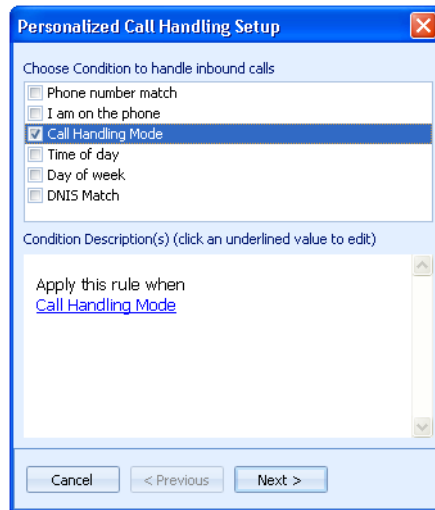 Personalized Call Handling Setup
Choose Condition to handle inbound calls
Phone number match
I am on the phone
Call Handling Mode
Time of day
Day of week
DNIS Match
Condition Description(s) (click an underlined value to edit)
Apply this rule when
Call Handling Mode
Cancel
< Previous
Next >